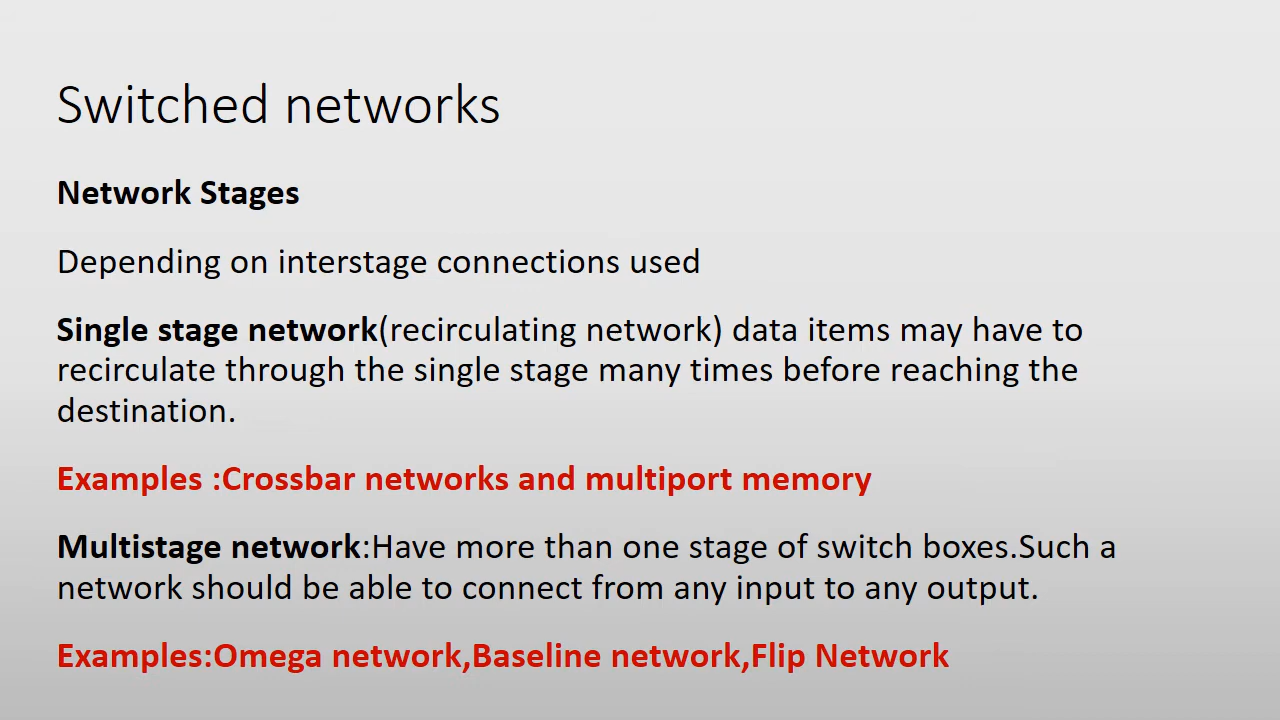 Switched networks
Network Stages
Depending on interstage connections used
Single stage network(recirculating network) data items may have to
recirculate through the single stage many times before reaching the
destination.
Examples :Crossbar networks and multiport memory
Multistage network:Have more than one stage of switch boxes.Such a
network should be able to connect from any input to any output.
Examples:Omega network,Baseline network,Flip Network